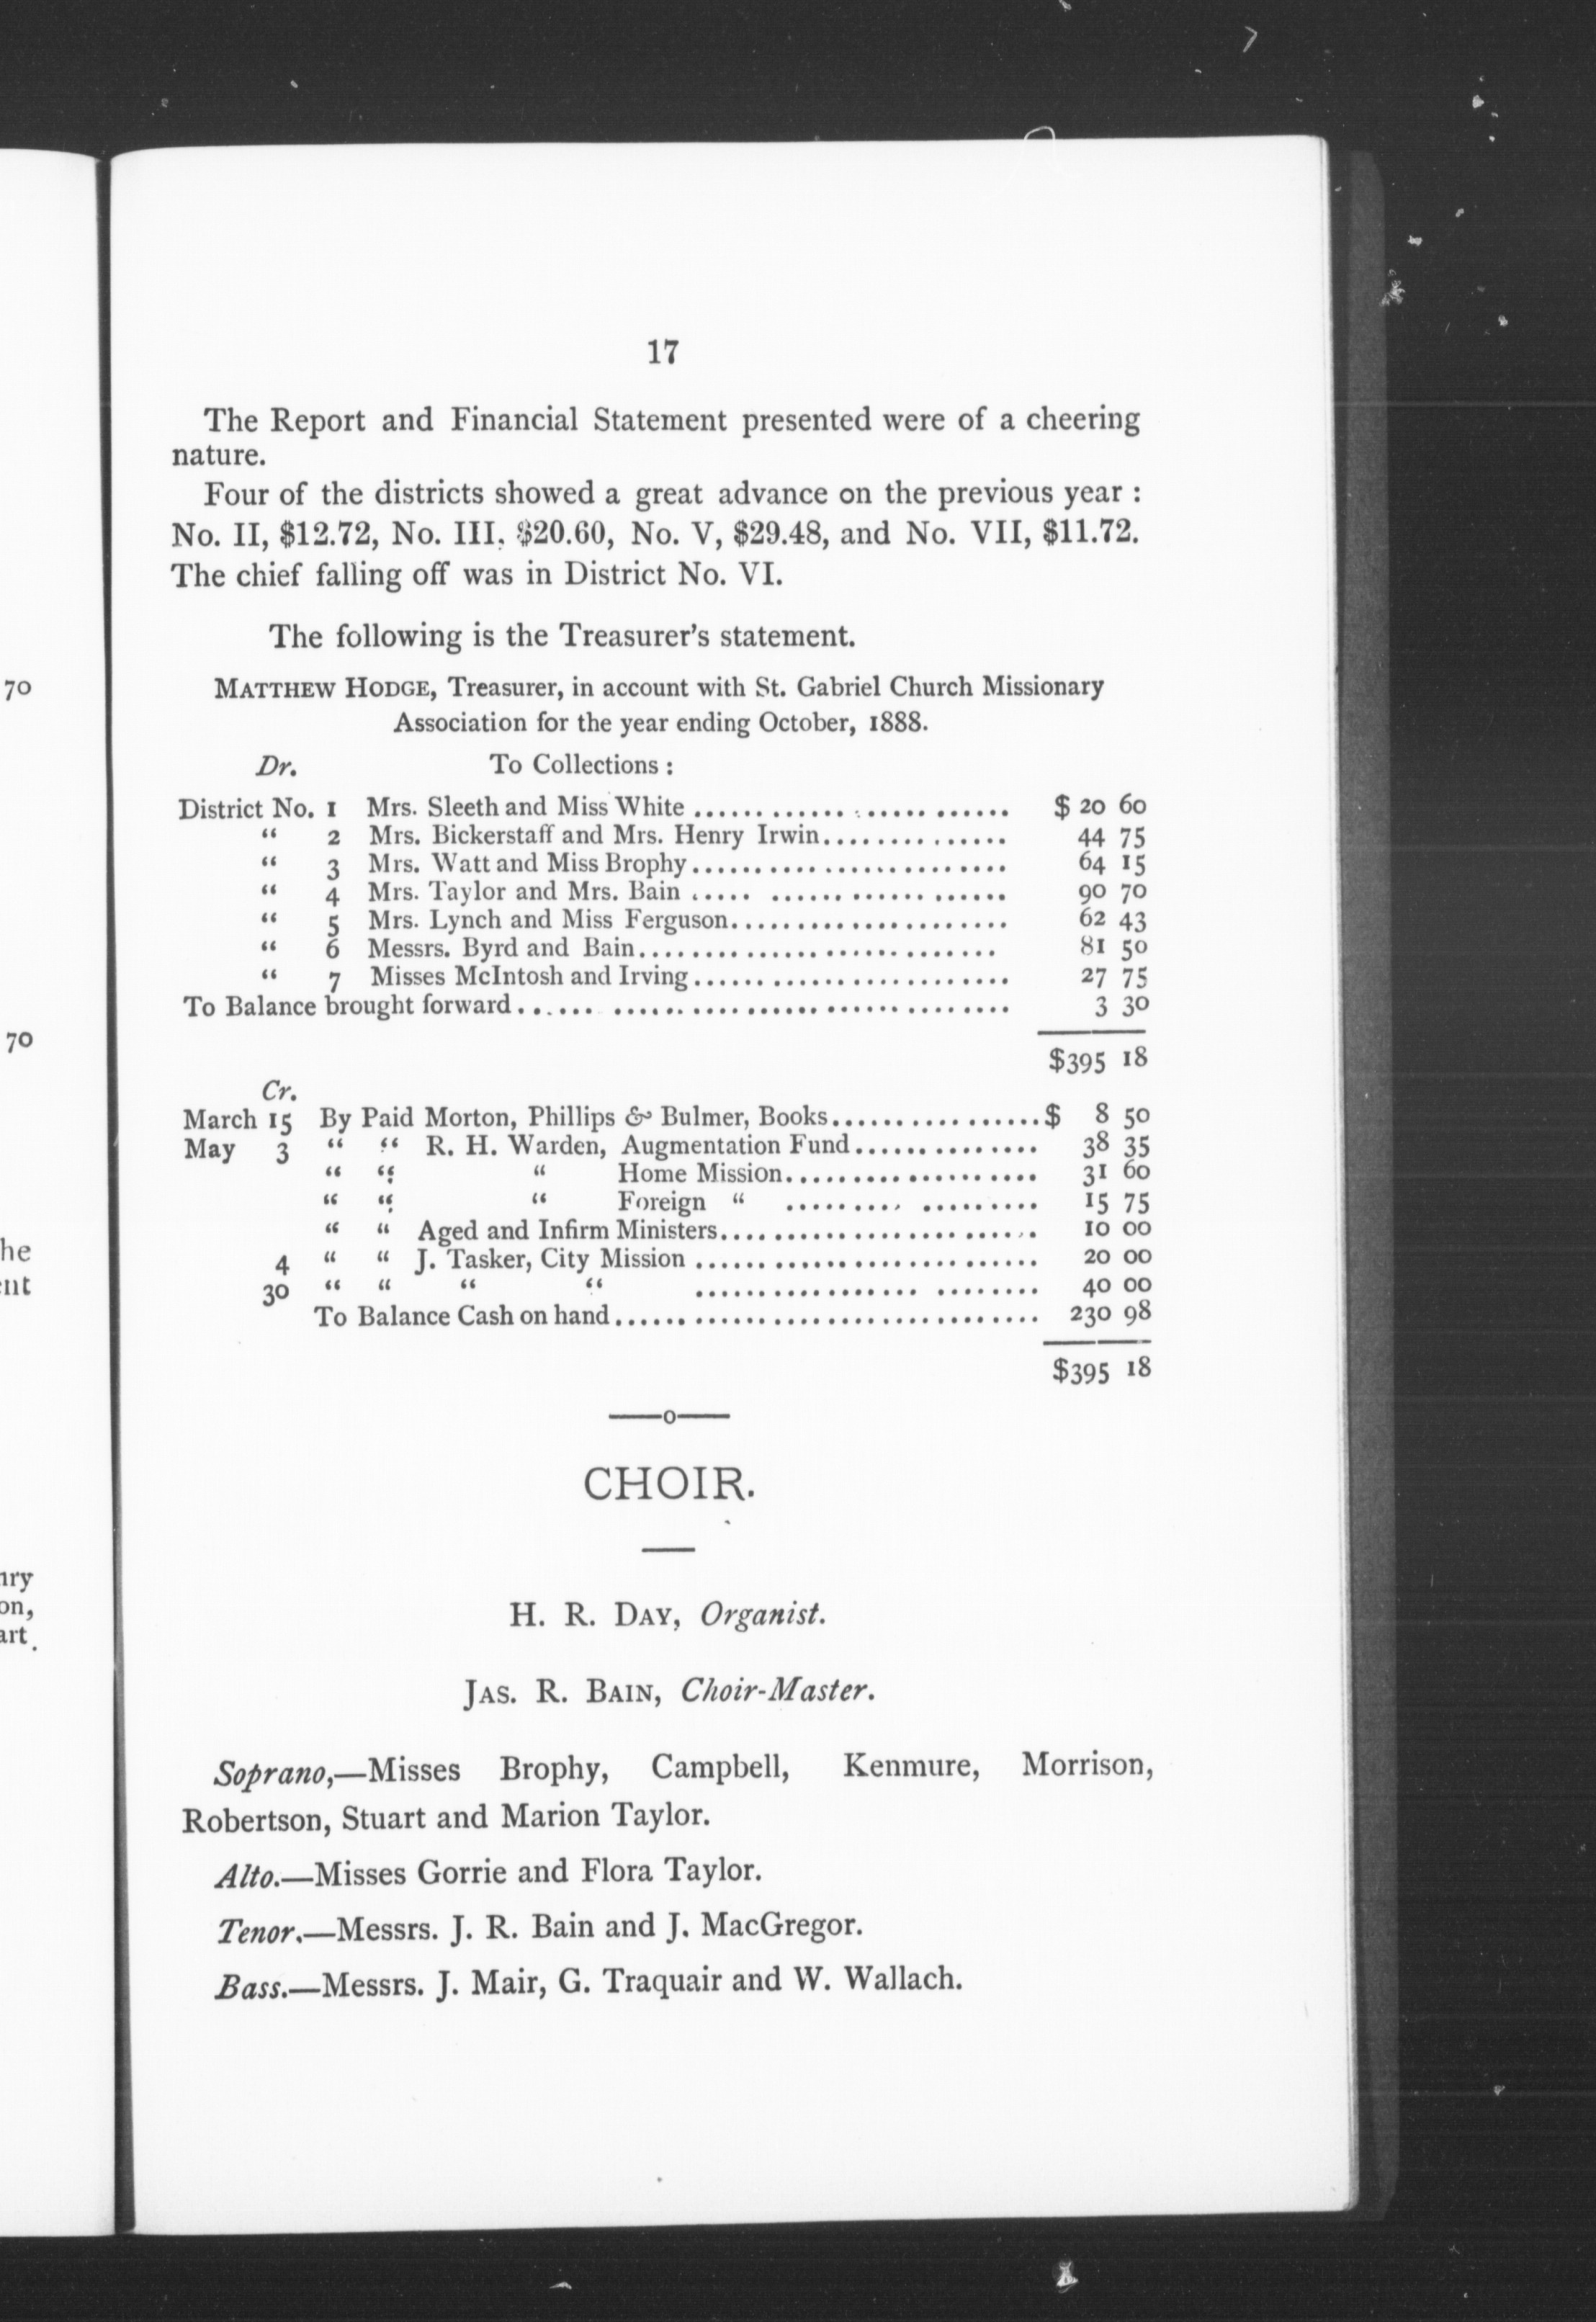 17
The Report and Financial Statement presented were of a cheering
nature.
Four of the districts showed a great advance on the previous year :
No. II, $12.72, No. III, $20.60, No. V, $29.48, and No. VII, $11.72.
The chief falling off was in District No. VI.
The following is the Treasurer's statement.
MATTHEW HODGE, Treasurer, in account with St. Gabriel Church Missionary
Association for the year ending October, 1888.
Dr. To Collections :
District No. 1 Mrs. Sleeth and Miss White ........................ $ 20 60
“ 2 Mrs. Bickerstaff and Mrs. Henry Irwin.............. 44 75
“ 3 Mrs. Watt and Miss Brophy........................ 64 15
“ 4 Mrs. Taylor and Mrs. Bain ..... .................. 90 70
“ 5 Mrs. Lynch and Miss Ferguson..................... 62 43
“ 6 Messrs. Byrd and Bain........................... 81 50
“ 7 Misses McIntosh and Irving........................ 27 75
To Balance brought forward...... .............................. 3 30
$395 18
Cr.
March 15 By Paid Morton, Phillips & Bulmer, Books................$ 8 50
May 3 “ “ R. H. Warden, Augmentation Fund.............. 38 35
“ “ “ Home Mission................... 31 60
“ “ “ Foreign “ ......... ......... 15 75
“ “ Aged and Infirm Ministers........................ 10 00
4 “ “ J. Tasker, City Mission .......................... 20 00
30 “ “ “ “ ................. ........ 40 00
To Balance Cash on hand................................ 230 98
$395 18
——o——
CHOIR.
H. R. DAY, Organist.
JAS. R. BAIN, Choir-Master.
Soprano,—Misses Brophy, Campbell, Kenmure, Morrison,
Robertson, Stuart and Marion Taylor.
Alto.—Misses Gorrie and Flora Taylor.
Tenor.—Messrs. J. R. Bain and J. MacGregor.
Bass.—Messrs. J. Mair, G. Traquair and W. Wallach.
70
70
he